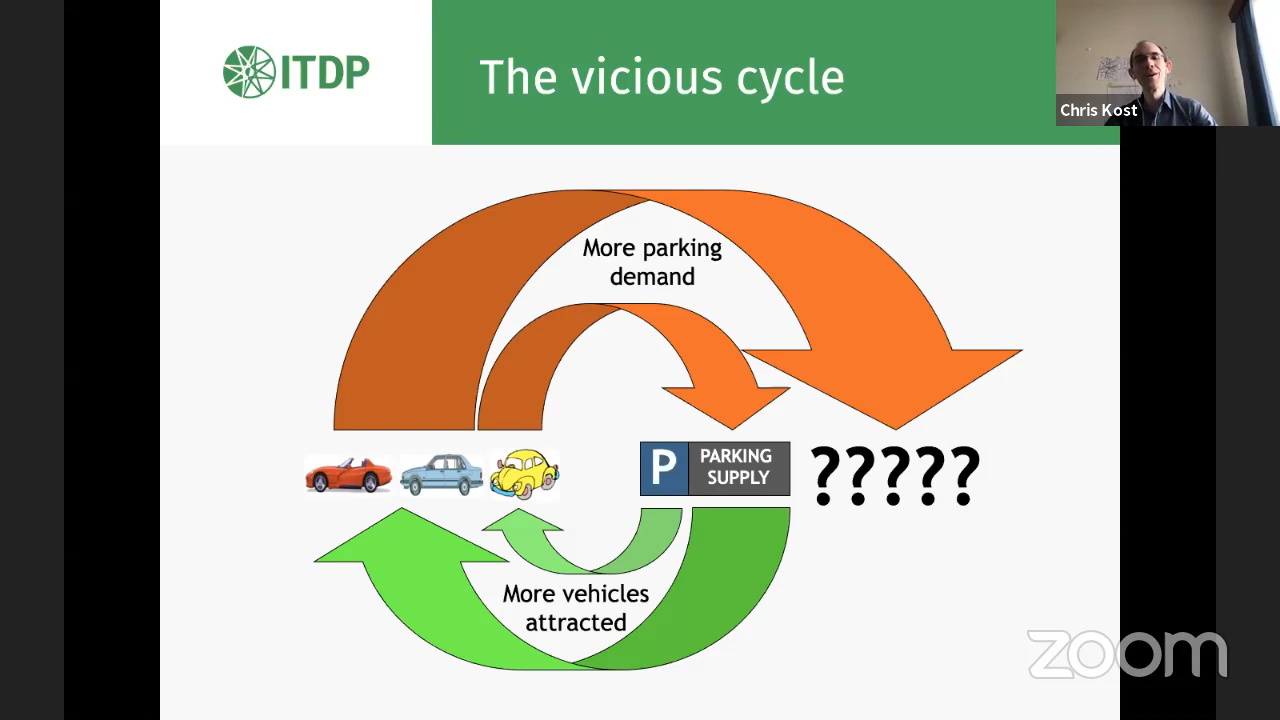 ITDP
The vicious cycle
Chris Kost
More parking
demand
P
PARKING
SUPPLY
?????
More vehicles
attracted
zoom